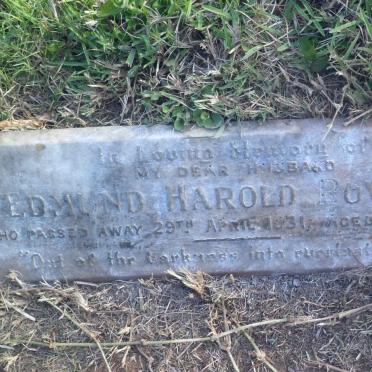 In Loving Memory of
MY DEAR HUSBAND
EDMUND HAROLD
WHO PASSED AWAY 29TH APRIL 1931, AGED
"Out of the darkness into